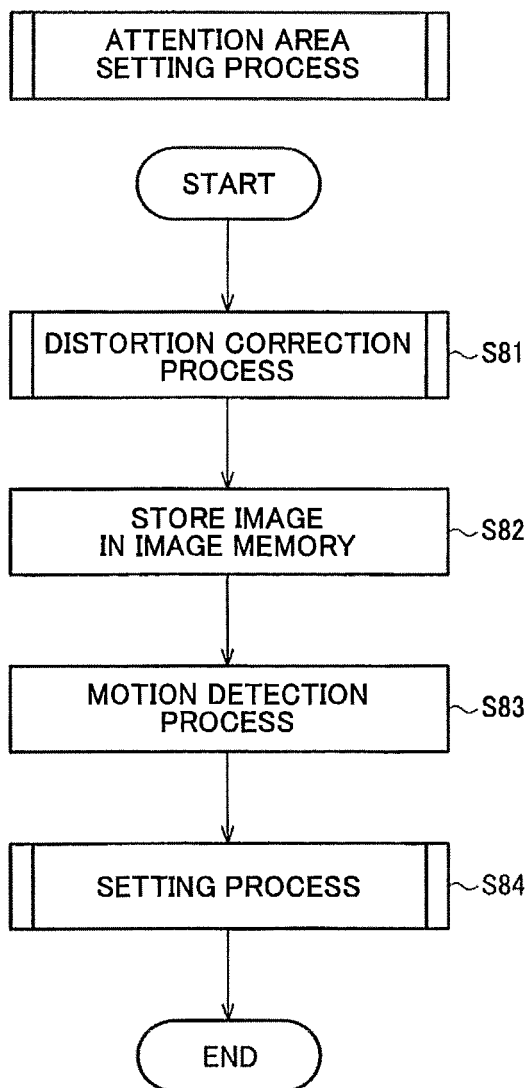 ATTENTION AREA
SETTING PROCESS
START
DISTORTION CORRECTION
PROCESS
S81
STORE IMAGE
IN IMAGE MEMORY
S82
MOTION DETECTION
PROCESS
S83
SETTING PROCESS
S84
END